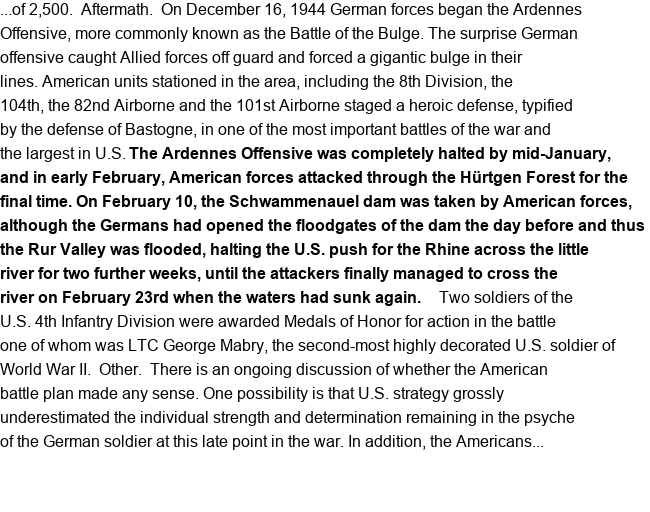 ...of 2,500.  Aftermath.  On December 16, 1944 German forces began the Ardennes
Offensive, more commonly known as the Battle of the Bulge. The surprise German
offensive caught Allied forces off guard and forced a gigantic bulge in their
lines. American units stationed in the area, including the 8th Division, the
104th, the 82nd Airborne and the 101st Airborne staged a heroic defense, typified
by the defense of Bastogne, in one of the most important battles of the war and
the largest in U.S. The Ardennes Offensive was completely halted by mid-January,
and in early February, American forces attacked through the Hürtgen Forest for the
final time. On February 10, the Schwammenauel dam was taken by American forces,
although the Germans had opened the floodgates of the dam the day before and thus
the Rur Valley was flooded, halting the U.S. push for the Rhine across the little
river for two further weeks, until the attackers finally managed to cross the
river on February 23rd when the waters had sunk again.    Two soldiers of the
U.S. 4th Infantry Division were awarded Medals of Honor for action in the battle
one of whom was LTC George Mabry, the second-most highly decorated U.S. soldier of
World War II.  Other.  There is an ongoing discussion of whether the American
battle plan made any sense. One possibility is that U.S. strategy grossly
underestimated the individual strength and determination remaining in the psyche
of the German soldier at this late point in the war. In addition, the Americans...